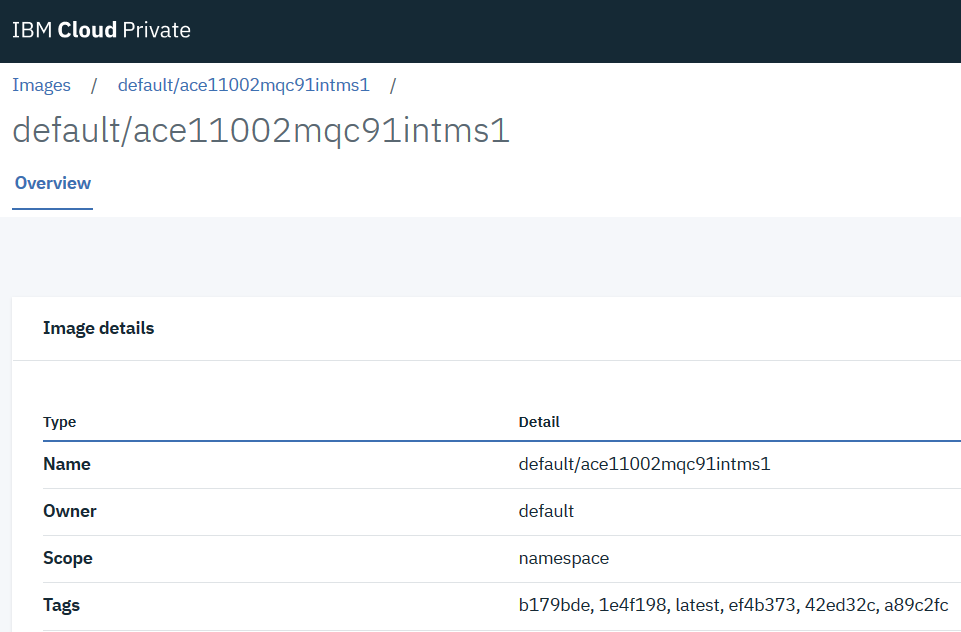 IBM Cloud Private
Images / default/ace11002mqc91intms1 /
default/ace11002mqc91intms1
Overview
Image details
Type Detail
Name default/ace11002mqc91intms1
Owner default
Scope namespace
Tags b179bde, 1e4f198, latest, ef4b373, 42ed32c, a89c2fc